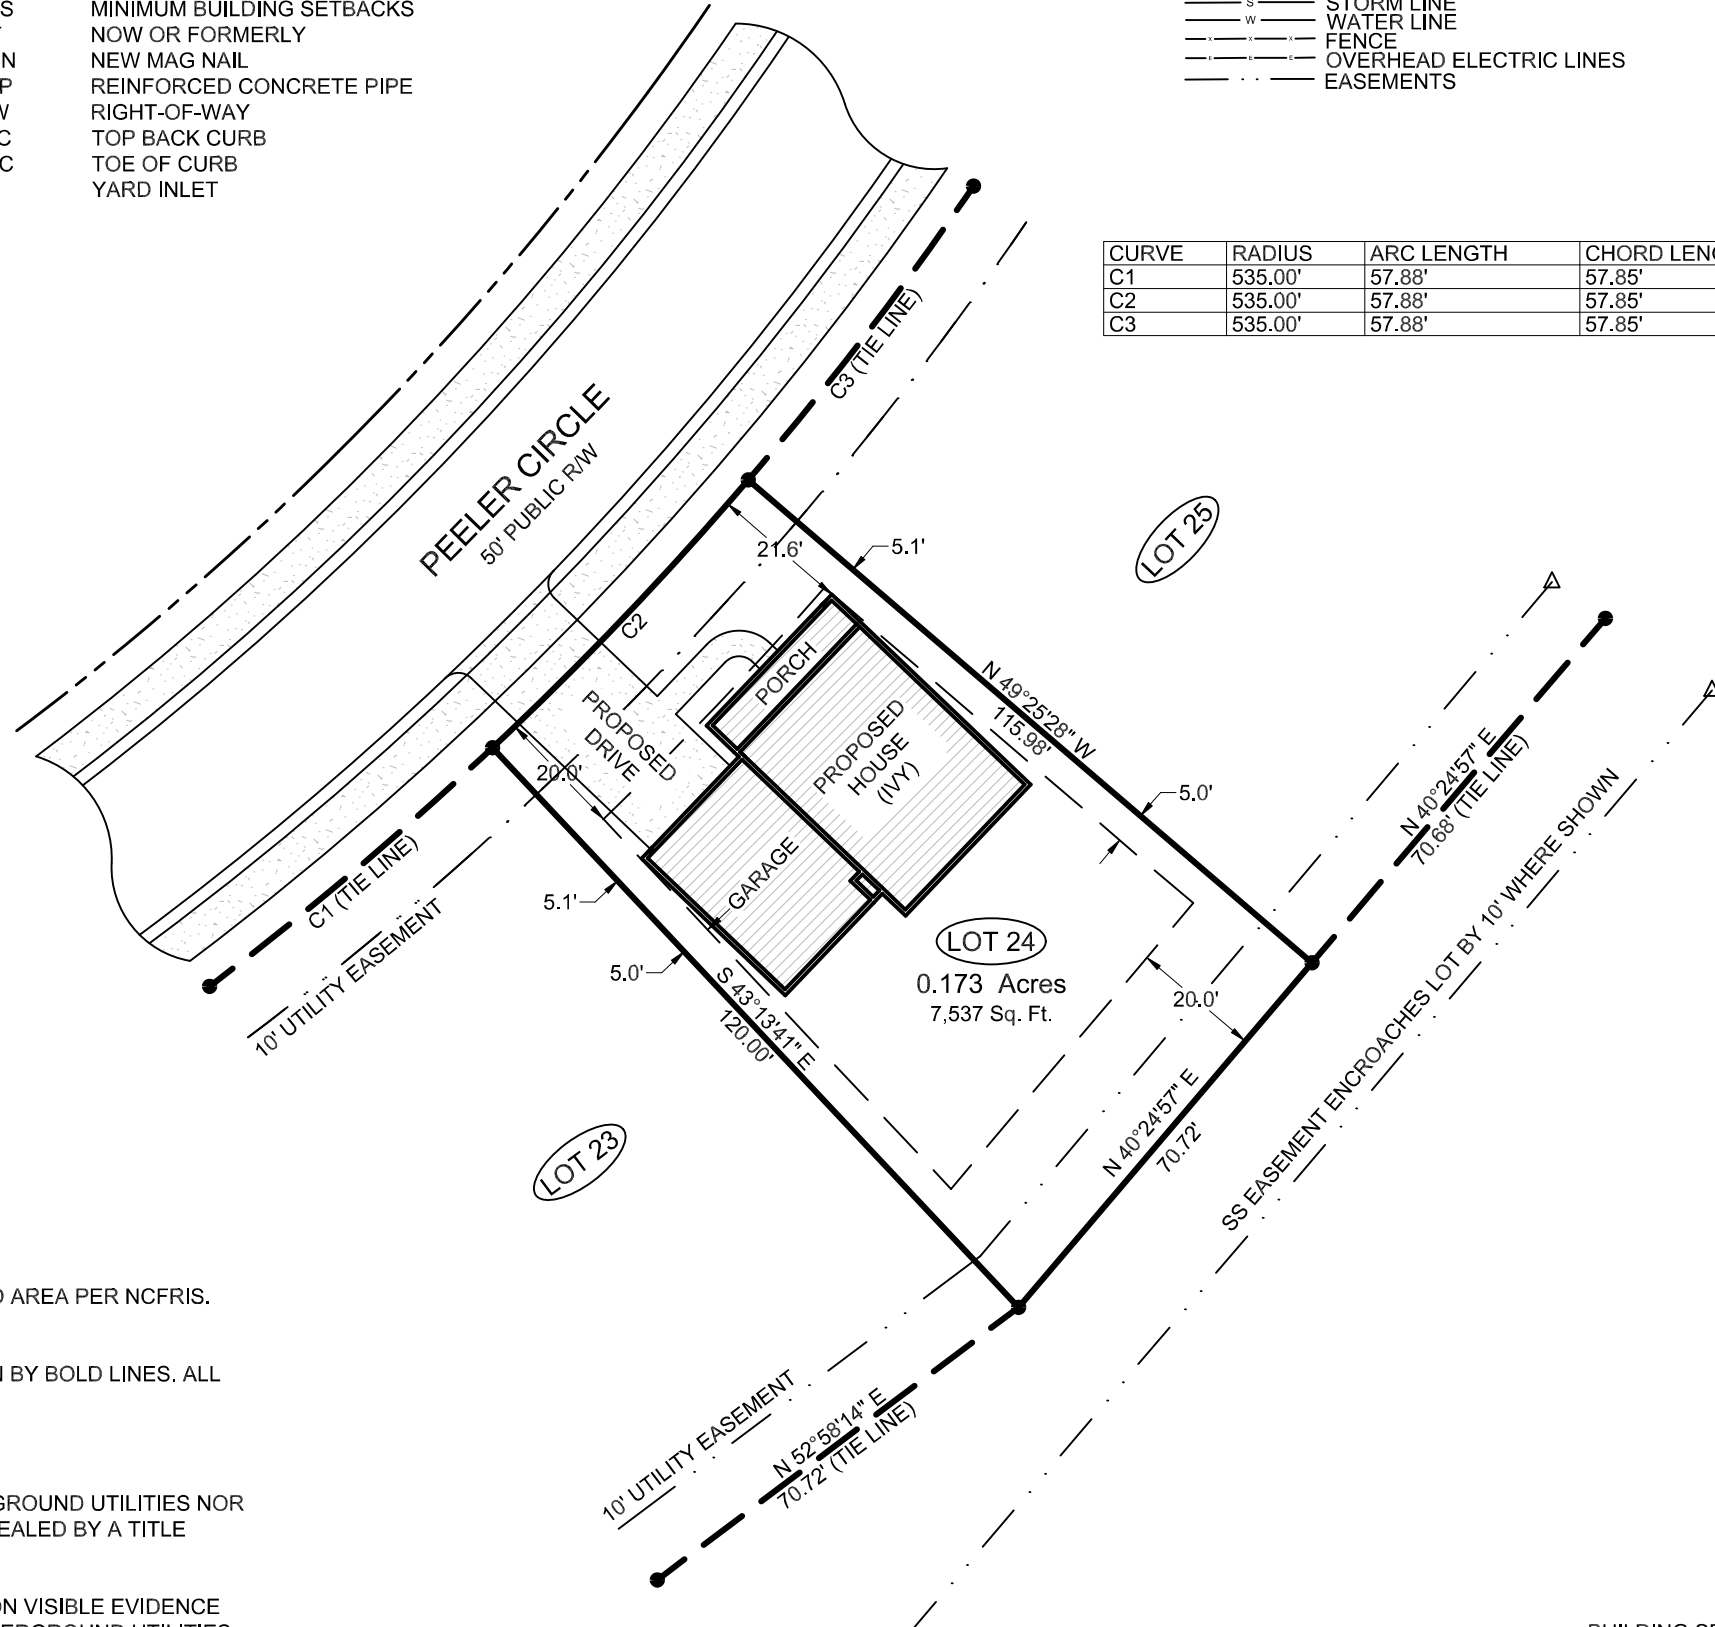 S MINIMUM BUILDING SETBACKS
NOW OR FORMERLY
N NEW MAG NAIL
P REINFORCED CONCRETE PIPE
W RIGHT-OF-WAY
C TOP BACK CURB
C TOE OF CURB
YARD INLET
S STORM LINE
W WATER LINE
X X X FENCE
E E E OVERHEAD ELECTRIC LINES
EASEMENTS
CURVE RADIUS ARC LENGTH CHORD LENG
C1 535.00' 57.88' 57.85'
C2 535.00' 57.88' 57.85'
C3 535.00' 57.88' 57.85'
PEELER CIRCLE
50' PUBLIC R/W
C3 (TIE LINE)
LOT 25
21.6'
5.1'
C2
PORCH
PROPOSED
DRIVE
PROPOSED
HOUSE
(IVY)
N 49°25'28" W
115.98'
20.0'
5.0'
GARAGE
C1 (TIE LINE)
10' UTILITY EASEMENT
5.1'
5.0'
S 43°13'41" E
120.00'
LOT 24
0.173 Acres
7,537 Sq. Ft.
20.0'
N 40°24'57" E
70.68' (TIE LINE)
SS EASEMENT ENCROACHES LOT BY 10' WHERE SHOWN
N 40°24'57" E
70.72'
LOT 23
10' UTILITY EASEMENT
N 52°58'14" E
70.72' (TIE LINE)
AREA PER NCFRIS.
BY BOLD LINES. ALL
GROUND UTILITIES NOR
EALED BY A TITLE
ON VISIBLE EVIDENCE
ERGROUND UTILITIES
BUILDING SE